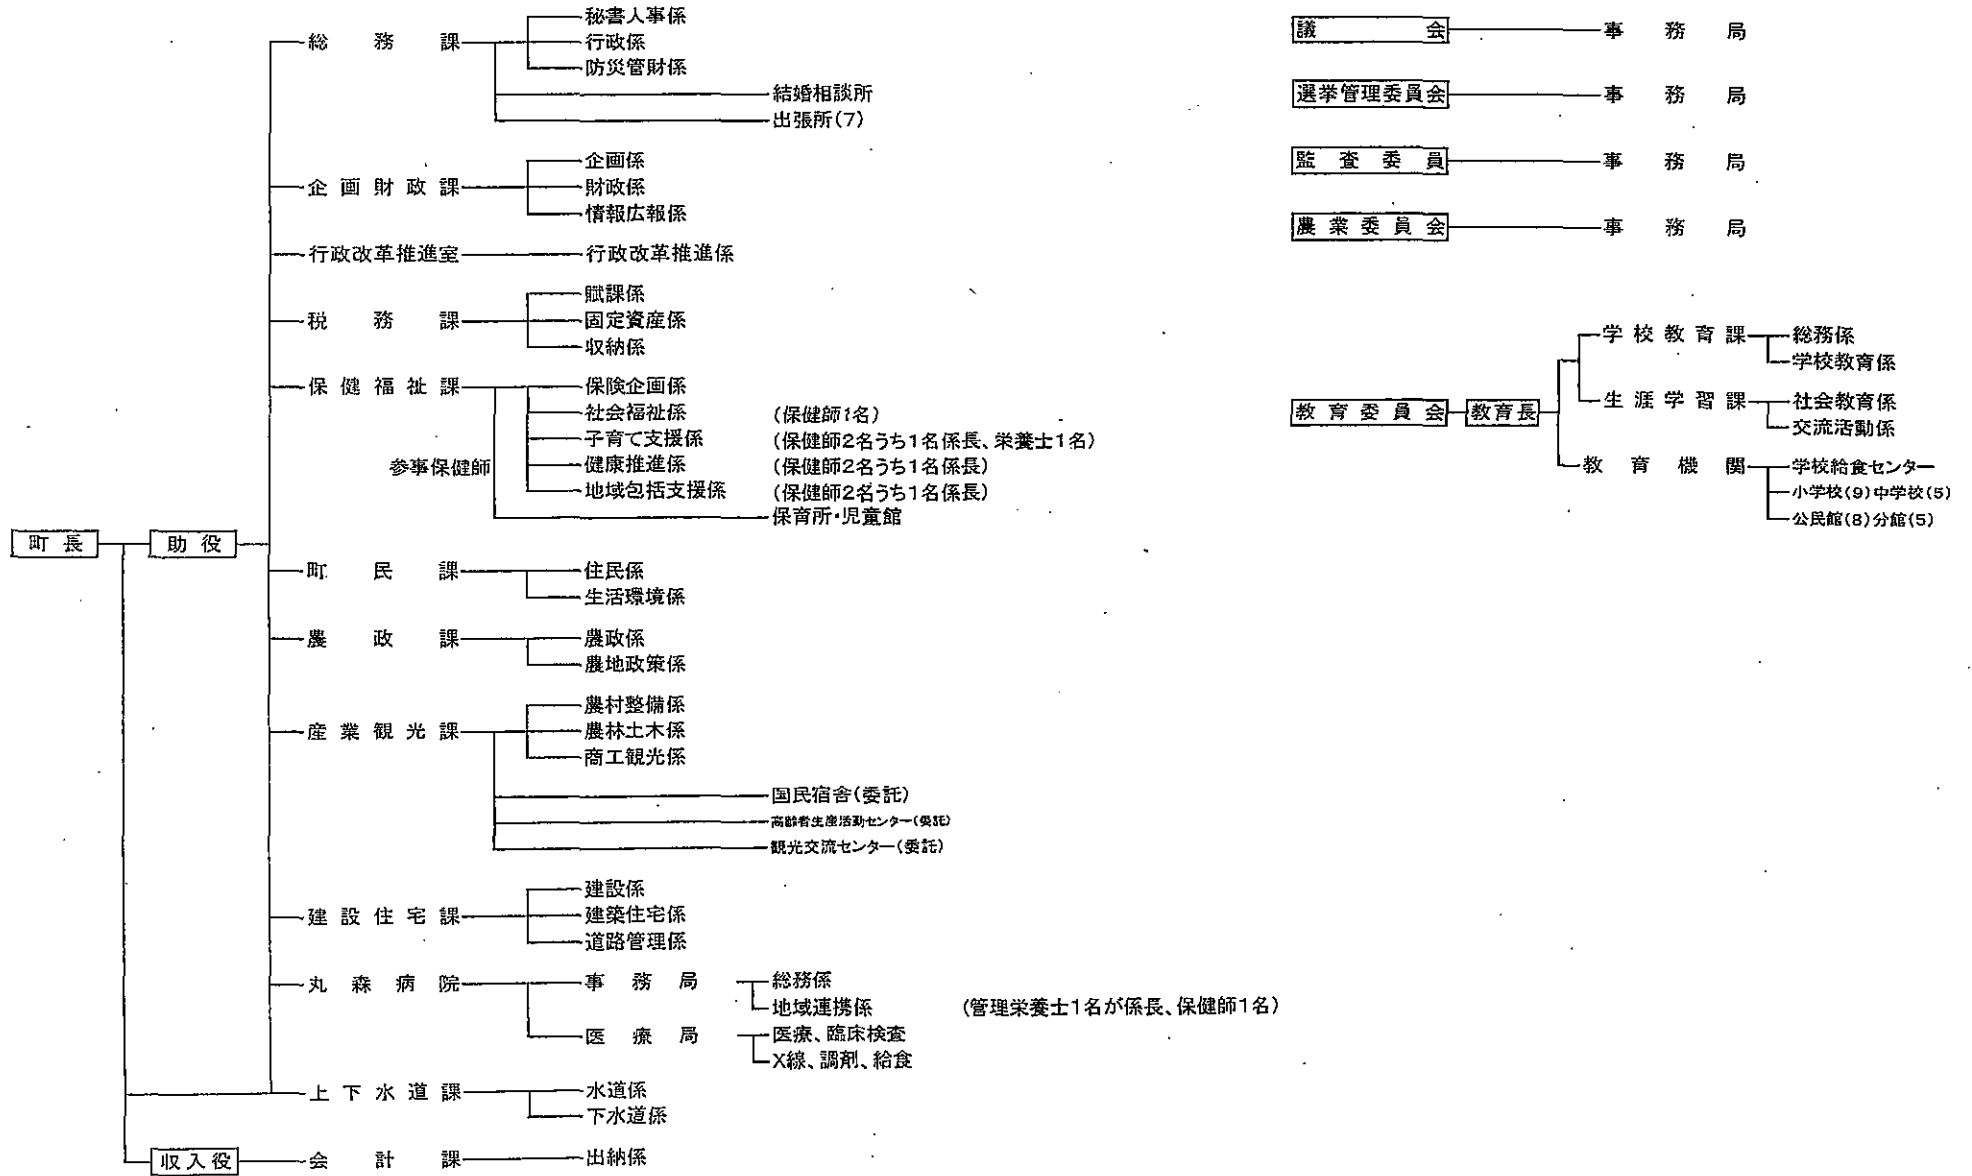 町長
助役
収入役
総務課
秘書人事係
行政係
防災管財係
結婚相談所
出張所(7)
企画財政課
企画係
財政係
情報広報係
行政改革推進室
行政改革推進係
税務課
賦課係
固定資産係
収納係
保健福祉課
保険企画係
社会福祉係 (保健師1名)
子育て支援係 (保健師2名うち1名係長、栄養士1名)
参事保健師
健康推進係 (保健師2名うち1名係長)
地域包括支援係 (保健師2名うち1名係長)
保育所・児童館
町民課
住民係
生活環境係
農政課
農政係
農地政策係
産業観光課
農村整備係
農林土木係
商工観光係
国民宿舎(委託)
高齢者生産活動センター(委託)
観光交流センター(委託)
建設住宅課
建設係
建築住宅係
道路管理係
丸森病院
事務局
総務係
地域連携係 (管理栄養士1名が係長、保健師1名)
医療局
医療、臨床検査
X線、調剤、給食
上下水道課
水道係
下水道係
会計課
出納係
議会 事務局
選挙管理委員会 事務局
監査委員 事務局
農業委員会 事務局
教育委員会
教育長
学校教育課
総務係
学校教育係
生涯学習課
社会教育係
交流活動係
教育機関
学校給食センター
小学校(9)中学校(5)
公民館(8)分館(5)